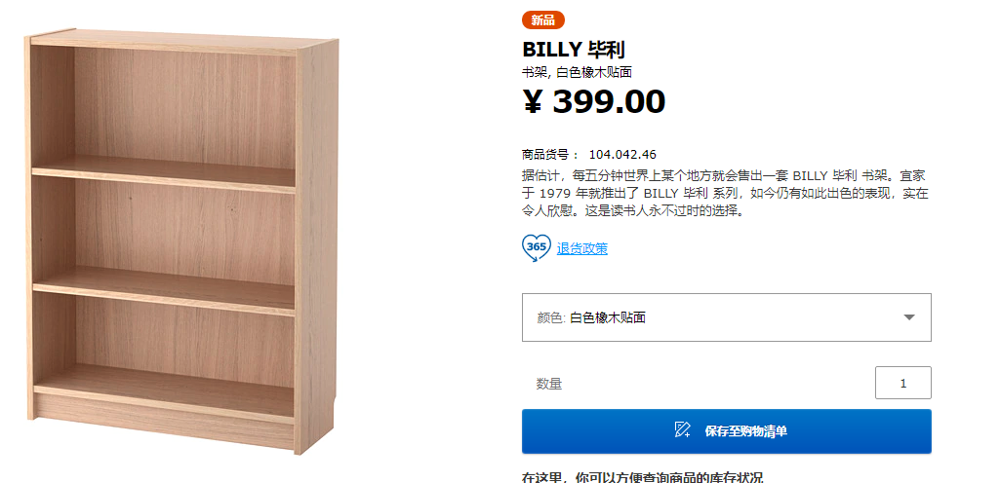 新品
BILLY 毕利
书架, 白色橡木贴面
¥ 399.00
商品货号： 104.042.46
据估计，每五分钟世界上某个地方就会售出一套 BILLY 毕利 书架。宜家
于 1979 年就推出了 BILLY 毕利 系列，如今仍有如此出色的表现，实在
令人欣慰。这是读书人永不过时的选择。
365 退货政策
颜色: 白色橡木贴面
数量 1
保存至购物清单
在这里，你可以方便查询商品的库存状况